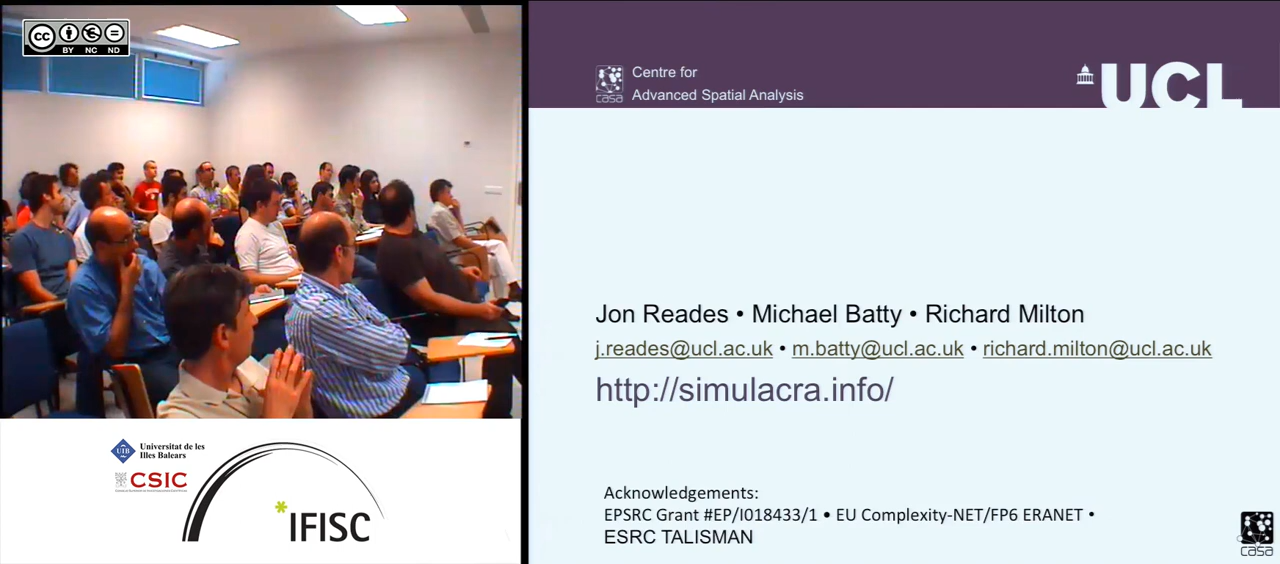 cc
BY NC ND
Centre for
Advanced Spatial Analysis
casa
UCL
Jon Reades • Michael Batty • Richard Milton
j.reades@ucl.ac.uk • m.batty@ucl.ac.uk • richard.milton@ucl.ac.uk
http://simulacra.info/
Universitat de les
Illes Balears
UIB
CSIC
*IFISC
Acknowledgements:
EPSRC Grant #EP/I018433/1 • EU Complexity-NET/FP6 ERANET •
ESRC TALISMAN
casa